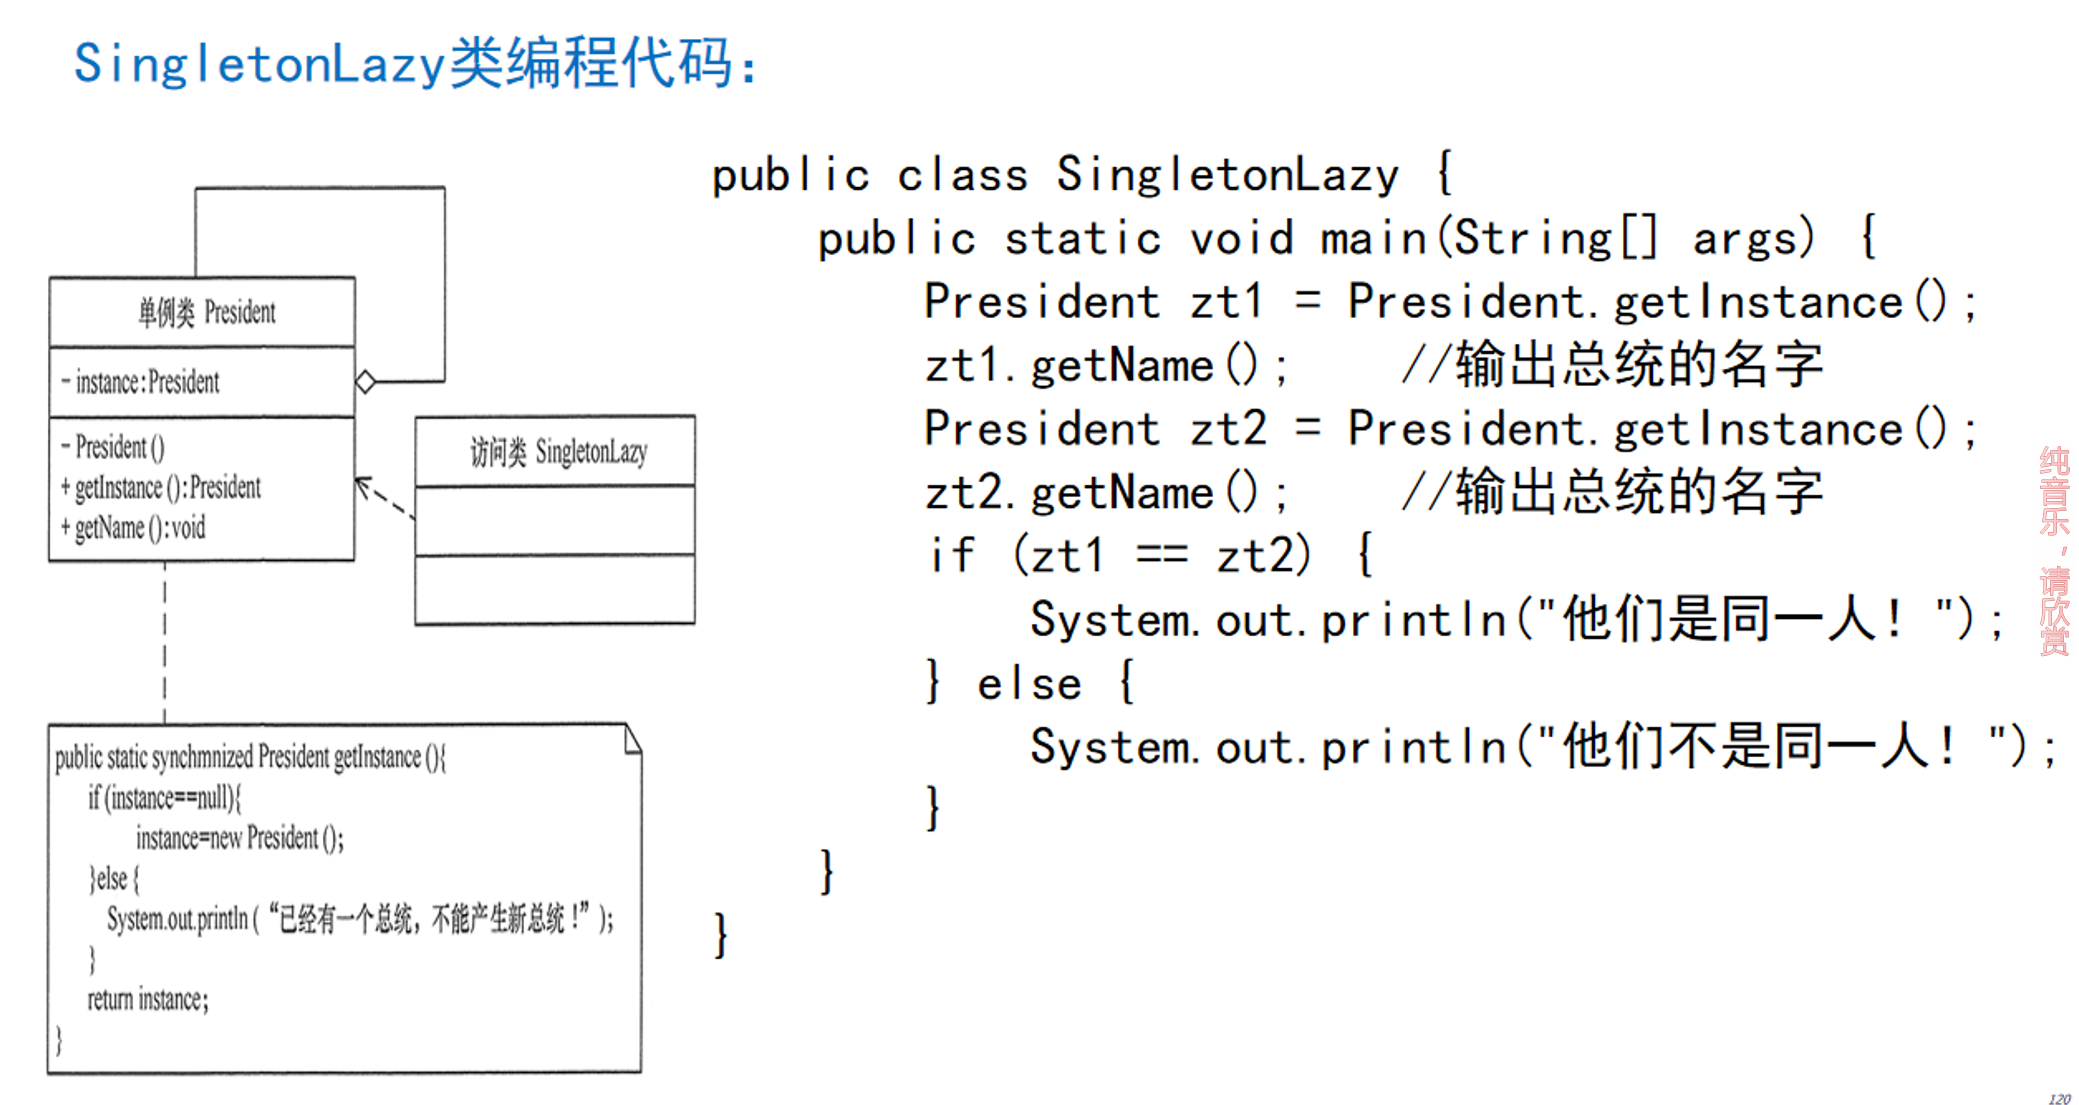 SingletonLazy类编程代码：
单例类 President
- instance:President
- President ()
+ getInstance ():President
+ getName ():void
访问类 SingletonLazy
public static synchmnized President getInstance (){
if (instance==null){
instance=new President ();
}else {
System.out.println (“已经有一个总统，不能产生新总统！”);
}
return instance;
}
public class SingletonLazy {
public static void main(String[] args) {
President zt1 = President.getInstance();
zt1.getName(); //输出总统的名字
President zt2 = President.getInstance();
zt2.getName(); //输出总统的名字
if (zt1 == zt2) {
System.out.println("他们是同一人！");
} else {
System.out.println("他们不是同一人！");
}
}
}
纯音乐，请欣赏
120